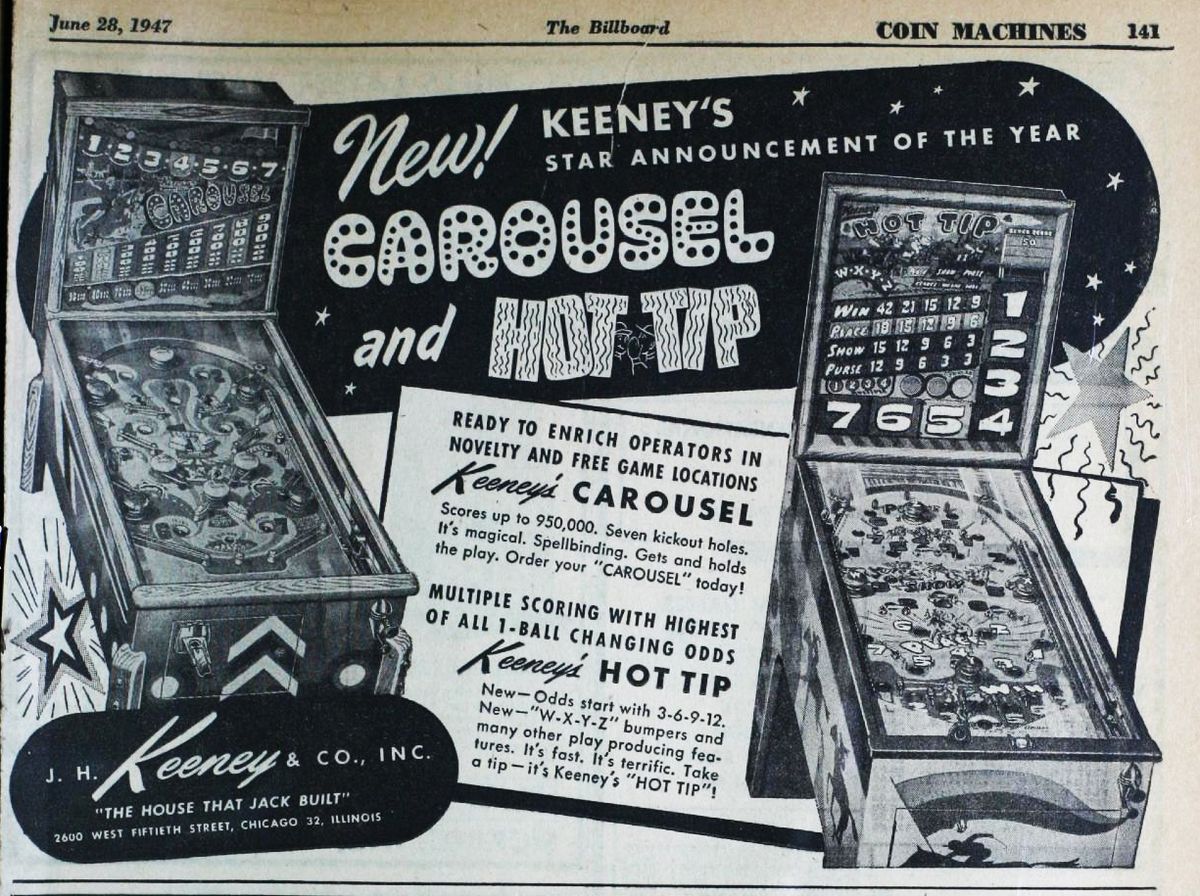 June 28, 1947 The Billboard COIN MACHINES 141
New! KEENEY'S
STAR ANNOUNCEMENT OF THE YEAR
CAROUSEL
and HOT TIP
1·2·3·4·5·6·7
CAROUSEL
HOT TIP
W-X-Y-Z
WIN 42 21 15 12 9
PLACE 18 15 12 9 6
SHOW 15 12 9 6 3
PURSE 12 9 6 3 3
1 2 3 4
1
2
3
7 6 5 4
READY TO ENRICH OPERATORS IN
NOVELTY AND FREE GAME LOCATIONS
Keeney's CAROUSEL
Scores up to 950,000. Seven kickout holes.
It's magical. Spellbinding. Gets and holds
the play. Order your "CAROUSEL" today!
MULTIPLE SCORING WITH HIGHEST
OF ALL 1-BALL CHANGING ODDS
Keeney's HOT TIP
New—Odds start with 3-6-9-12.
New—"W-X-Y-Z" bumpers and
many other play producing fea-
tures. It's fast. It's terrific. Take
a tip—it's Keeney's "HOT TIP"!
J. H. Keeney & CO., INC.
"THE HOUSE THAT JACK BUILT"
2600 WEST FIFTIETH STREET, CHICAGO 32, ILLINOIS